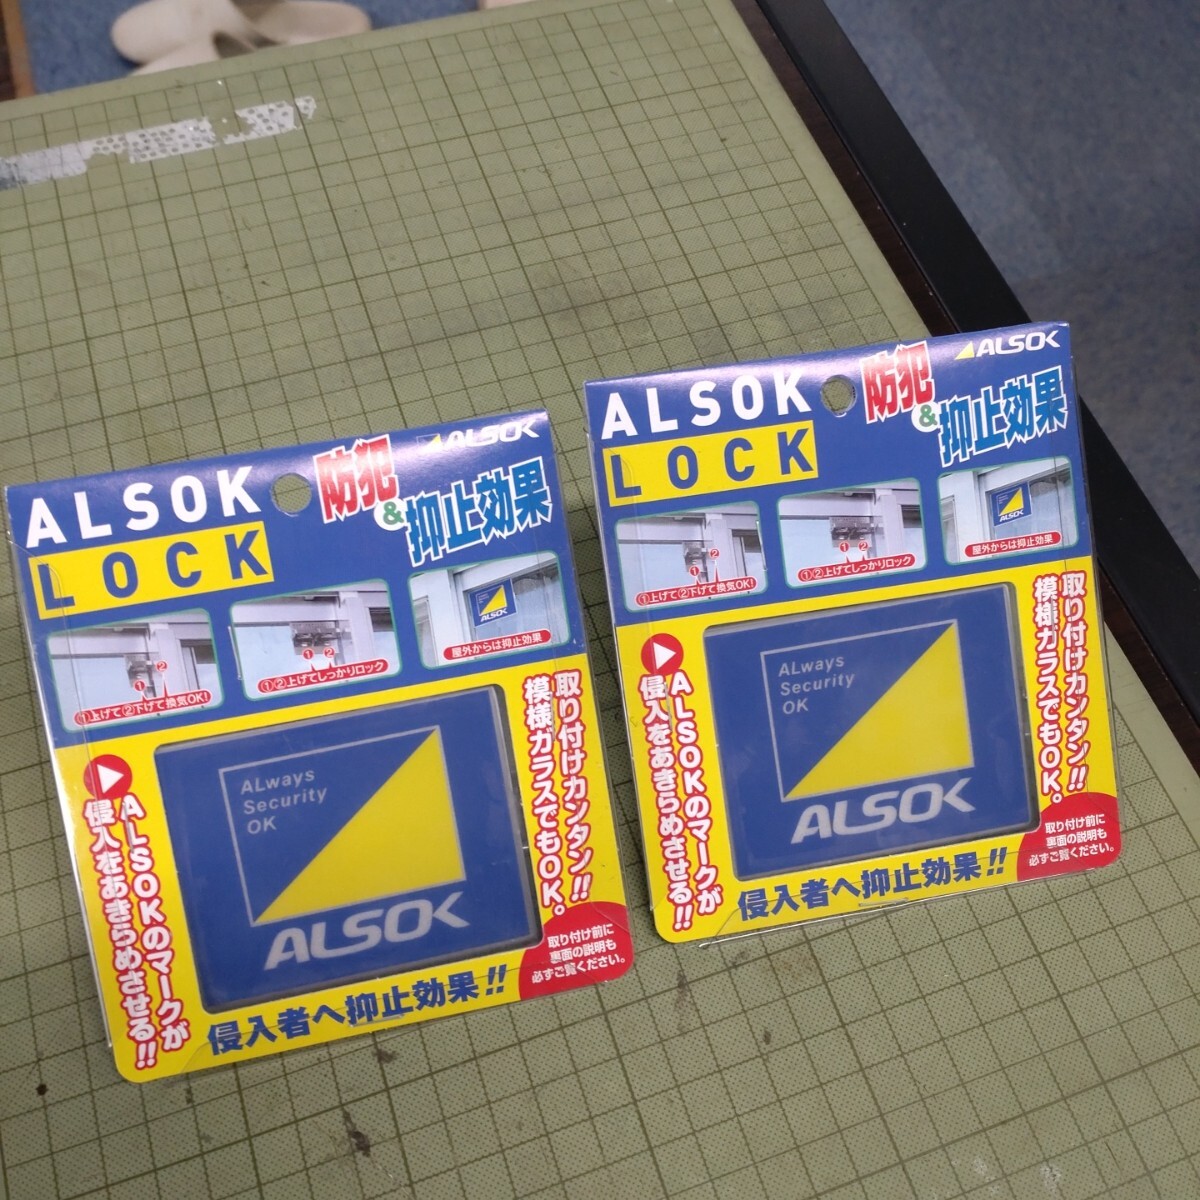 ALSOK
LOCK
防犯
&
抑止効果
ALSOK
①上げて②下げて換気OK!
①②上げてしっかりロック
屋外からは抑止効果
ALSOK
ALways
Security
OK
ALSOK
ALSOKのマークが
侵入をあきらめさせる!!
取り付けカンタン!!
模様ガラスでもOK。
侵入者へ抑止効果!!
取り付け前に
裏面の説明も
必ずご覧ください。
ALSOK
LOCK
防犯
&
抑止効果
ALSOK
①上げて②下げて換気OK!
①②上げてしっかりロック
屋外からは抑止効果
ALSOK
ALways
Security
OK
ALSOK
ALSOKのマークが
侵入をあきらめさせる!!
取り付けカンタン!!
模様ガラスでもOK。
侵入者へ抑止効果!!
取り付け前に
裏面の説明も
必ずご覧ください。